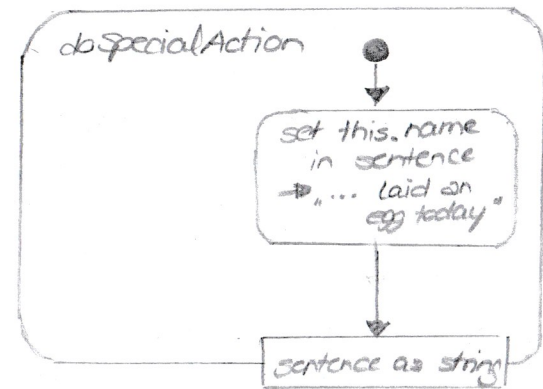 doSpecialAction
set this.name
in sentence
→ „... laid an
egg today"
sentence as string